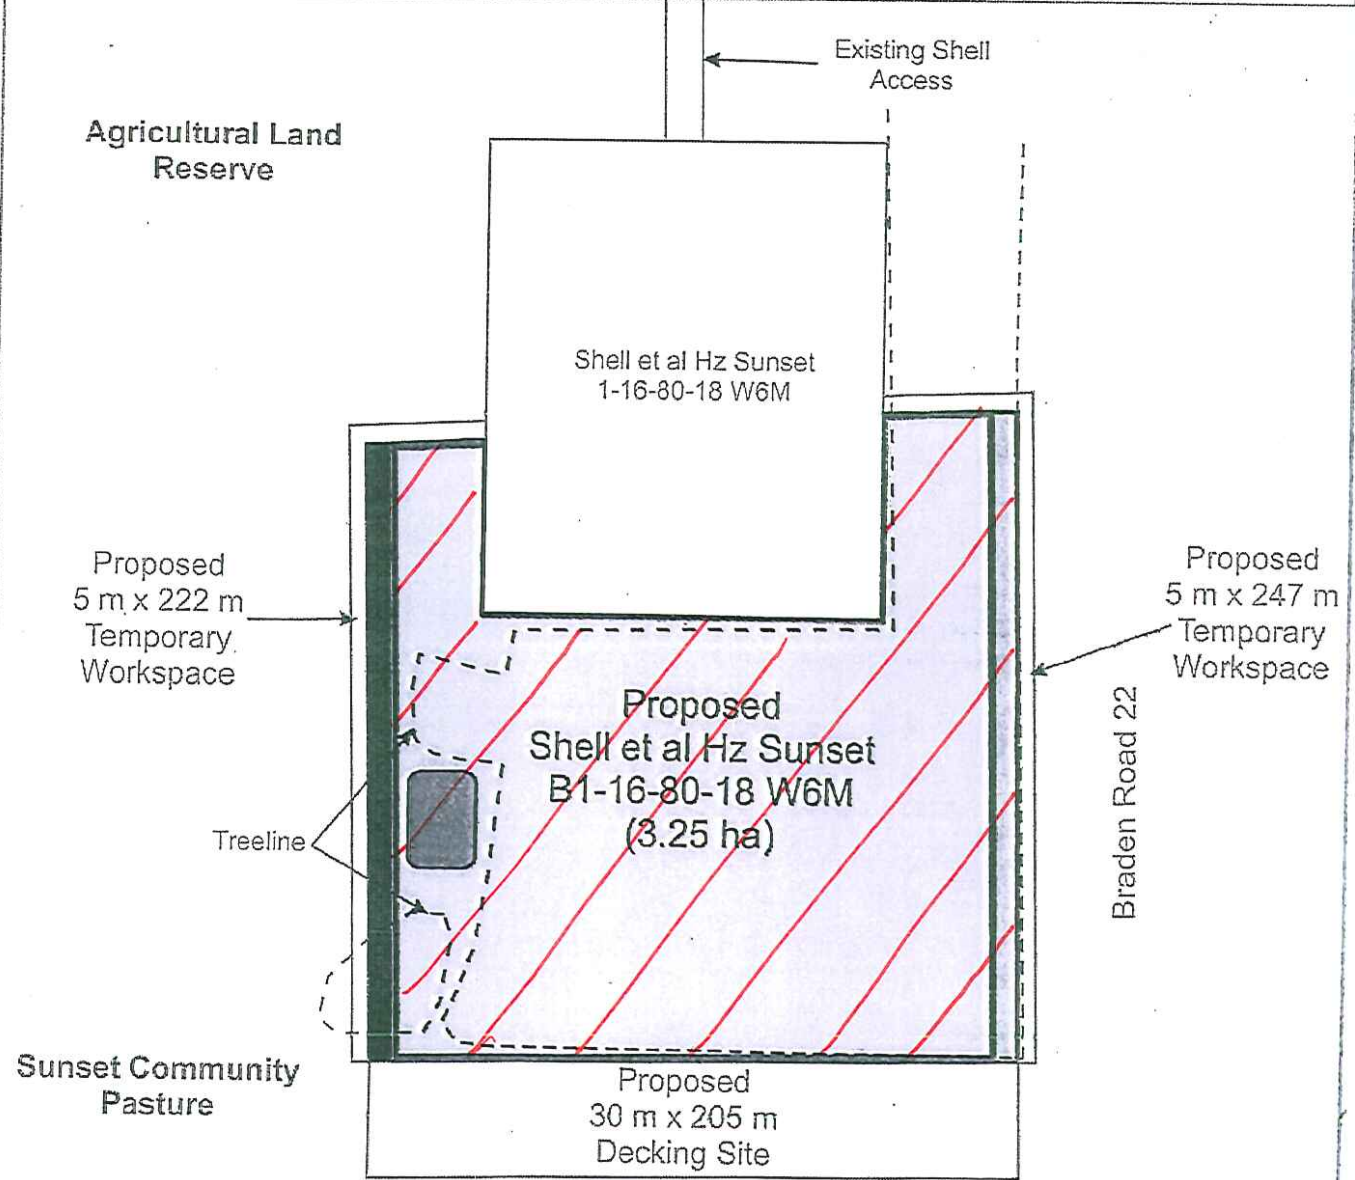 Existing Shell
Access
Agricultural Land
Reserve
Shell et al Hz Sunset
1-16-80-18 W6M
Proposed
5 m x 222 m
Temporary
Workspace
Proposed
5 m x 247 m
Temporary
Workspace
Proposed
Shell et al Hz Sunset
B1-16-80-18 W6M
(3.25 ha)
Braden Road 22
Treeline
Sunset Community
Pasture
Proposed
30 m x 205 m
Decking Site